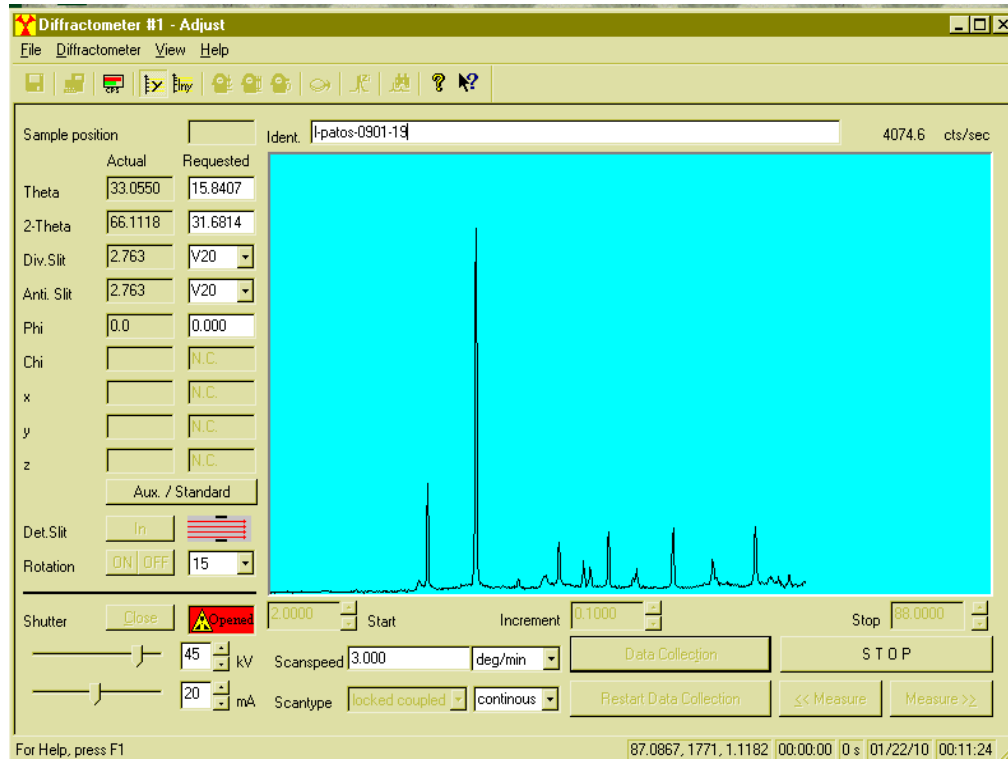 Diffractometer #1 - Adjust
File Diffractometer View Help
CPS y lny
Sample position Ident. I-patos-0901-19 4074.6 cts/sec
Actual Requested
Theta 33.0550 15.8407
2-Theta 66.1118 31.6814
Div.Slit 2.763 V20
Anti. Slit 2.763 V20
Phi 0.0 0.000
Chi N.C.
x N.C.
y N.C.
z N.C.
Aux. / Standard
Det.Slit In
Rotation ON OFF 15
Shutter Close Opened 2.0000 Start Increment 0.1000 Stop 88.0000
45 kV Scanspeed 3.000 deg/min Data Collection STOP
20 mA Scantype locked coupled continous Restart Data Collection << Measure Measure >>
For Help, press F1 87.0867, 1771, 1.1182 00:00:00 0 s 01/22/10 00:11:24